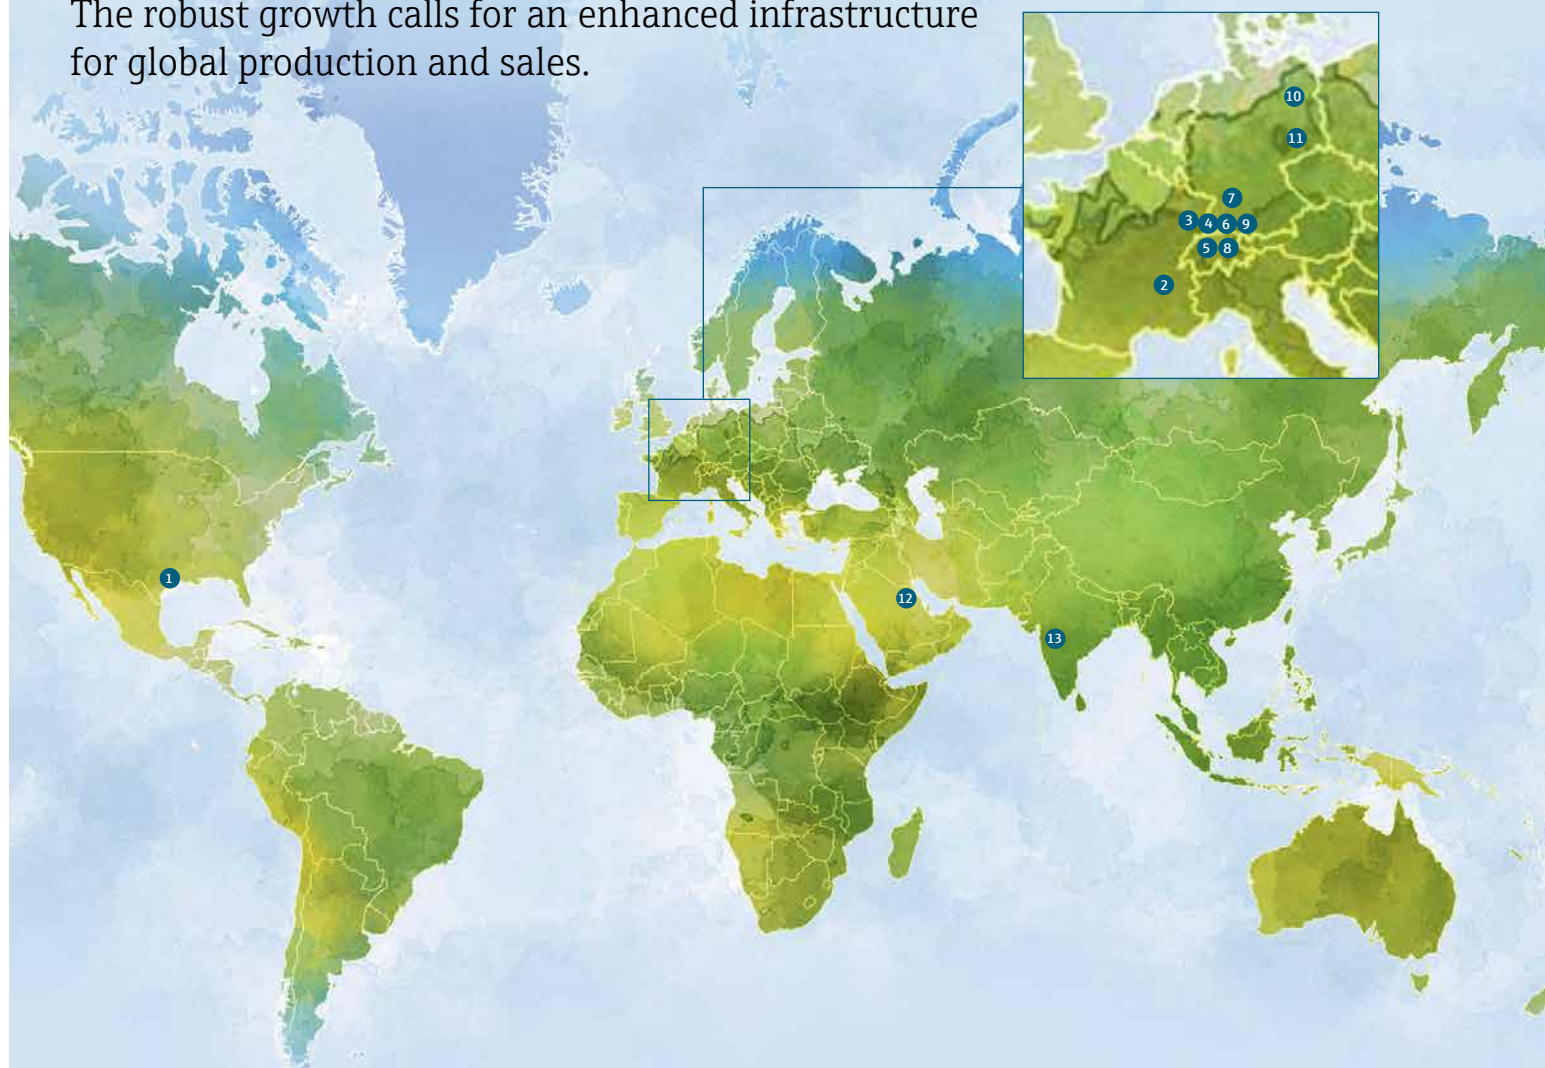 The robust growth calls for an enhanced infrastructure
for global production and sales.
10
11
7
3 4 6 9
5 8
2
1
12
13